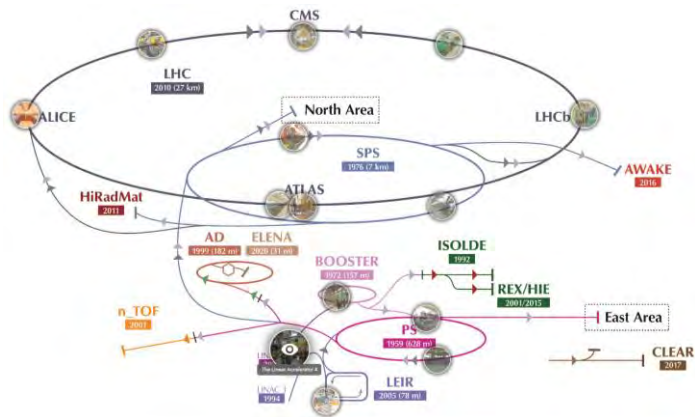 CMS
LHC
2010 (27 km)
North Area
ALICE
LHCb
SPS
1976 (7 km)
AWAKE
2016
HiRadMat
2011
ATLAS
AD
1999 (182 m)
ELENA
2020 (31 m)
ISOLDE
1992
BOOSTER
1972 (157 m)
REX/HIE
2001/2015
n_TOF
2001
East Area
PS
1959 (628 m)
The Linear accelerator 4
CLEAR
2017
LINAC 3
1994
LEIR
2005 (78 m)